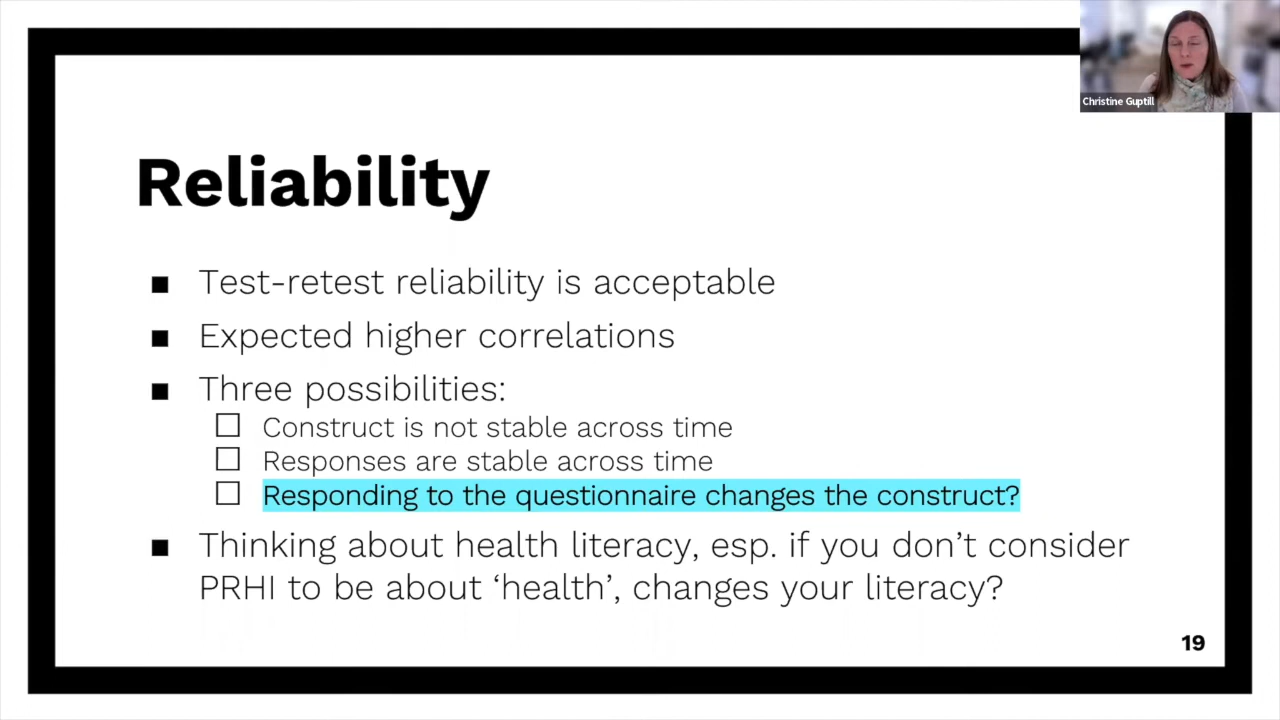 Christine Guptill
Reliability
Test-retest reliability is acceptable
Expected higher correlations
Three possibilities:
Construct is not stable across time
Responses are stable across time
Responding to the questionnaire changes the construct?
Thinking about health literacy, esp. if you don’t consider
PRHI to be about ‘health’, changes your literacy?
19